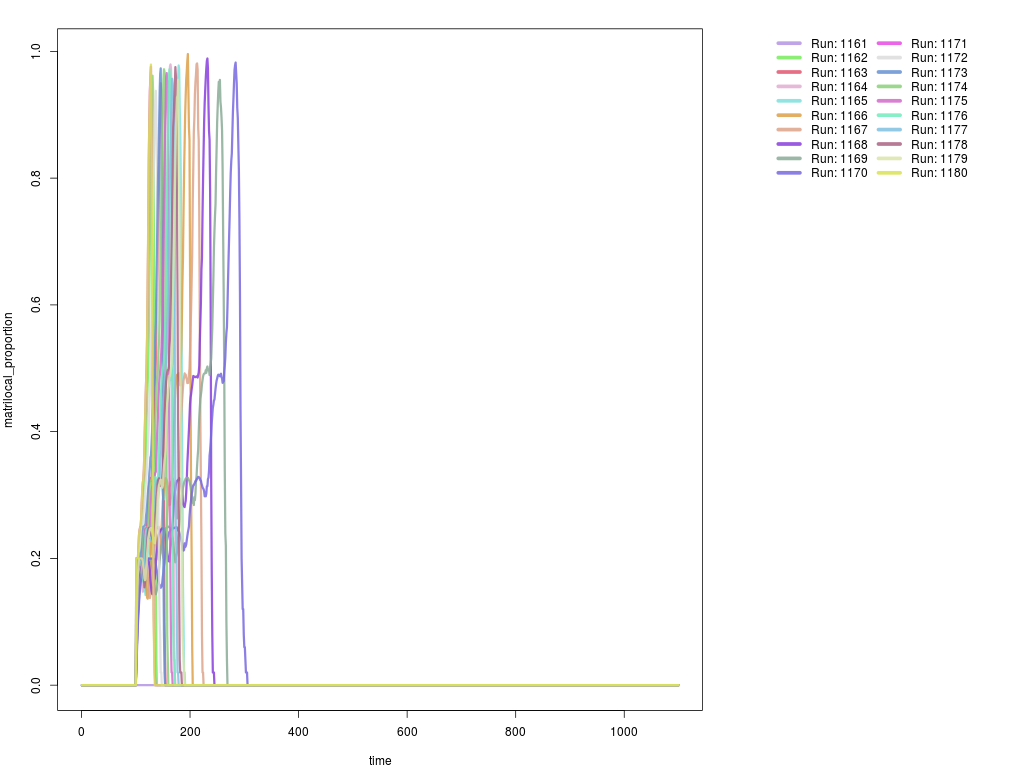 matrilocal_proportion
1.0
0.8
0.6
0.4
0.2
0.0
0 200 400 600 800 1000
time
Run: 1161 Run: 1171
Run: 1162 Run: 1172
Run: 1163 Run: 1173
Run: 1164 Run: 1174
Run: 1165 Run: 1175
Run: 1166 Run: 1176
Run: 1167 Run: 1177
Run: 1168 Run: 1178
Run: 1169 Run: 1179
Run: 1170 Run: 1180